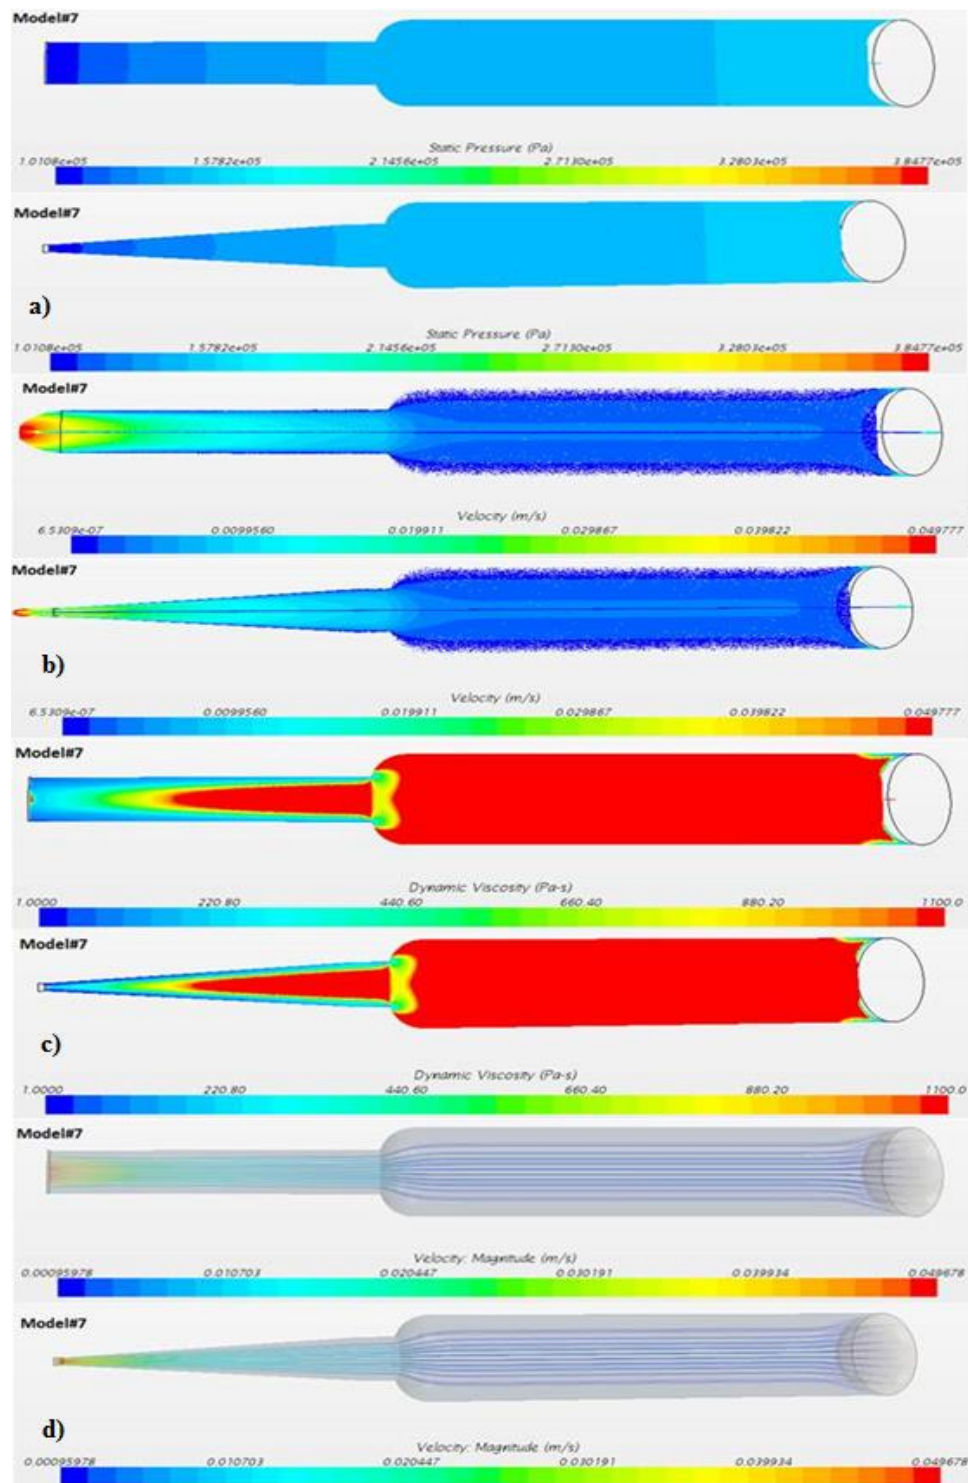 Model#7
Static Pressure (Pa)
1.0108e+05 1.5782e+05 2.1456e+05 2.7130e+05 3.2803e+05 3.8477e+05
Model#7
a)
Static Pressure (Pa)
1.0108e+05 1.5782e+05 2.1456e+05 2.7130e+05 3.2803e+05 3.8477e+05
Model#7
Velocity (m/s)
6.5309e-07 0.0099560 0.019911 0.029867 0.039822 0.049777
Model#7
b)
Velocity (m/s)
6.5309e-07 0.0099560 0.019911 0.029867 0.039822 0.049777
Model#7
Dynamic Viscosity (Pa-s)
1.0000 220.80 440.60 660.40 880.20 1100.0
Model#7
c)
Dynamic Viscosity (Pa-s)
1.0000 220.80 440.60 660.40 880.20 1100.0
Model#7
Velocity: Magnitude (m/s)
0.00095978 0.010703 0.020447 0.030191 0.039934 0.049678
Model#7
d)
Velocity: Magnitude (m/s)
0.00095978 0.010703 0.020447 0.030191 0.039934 0.049678